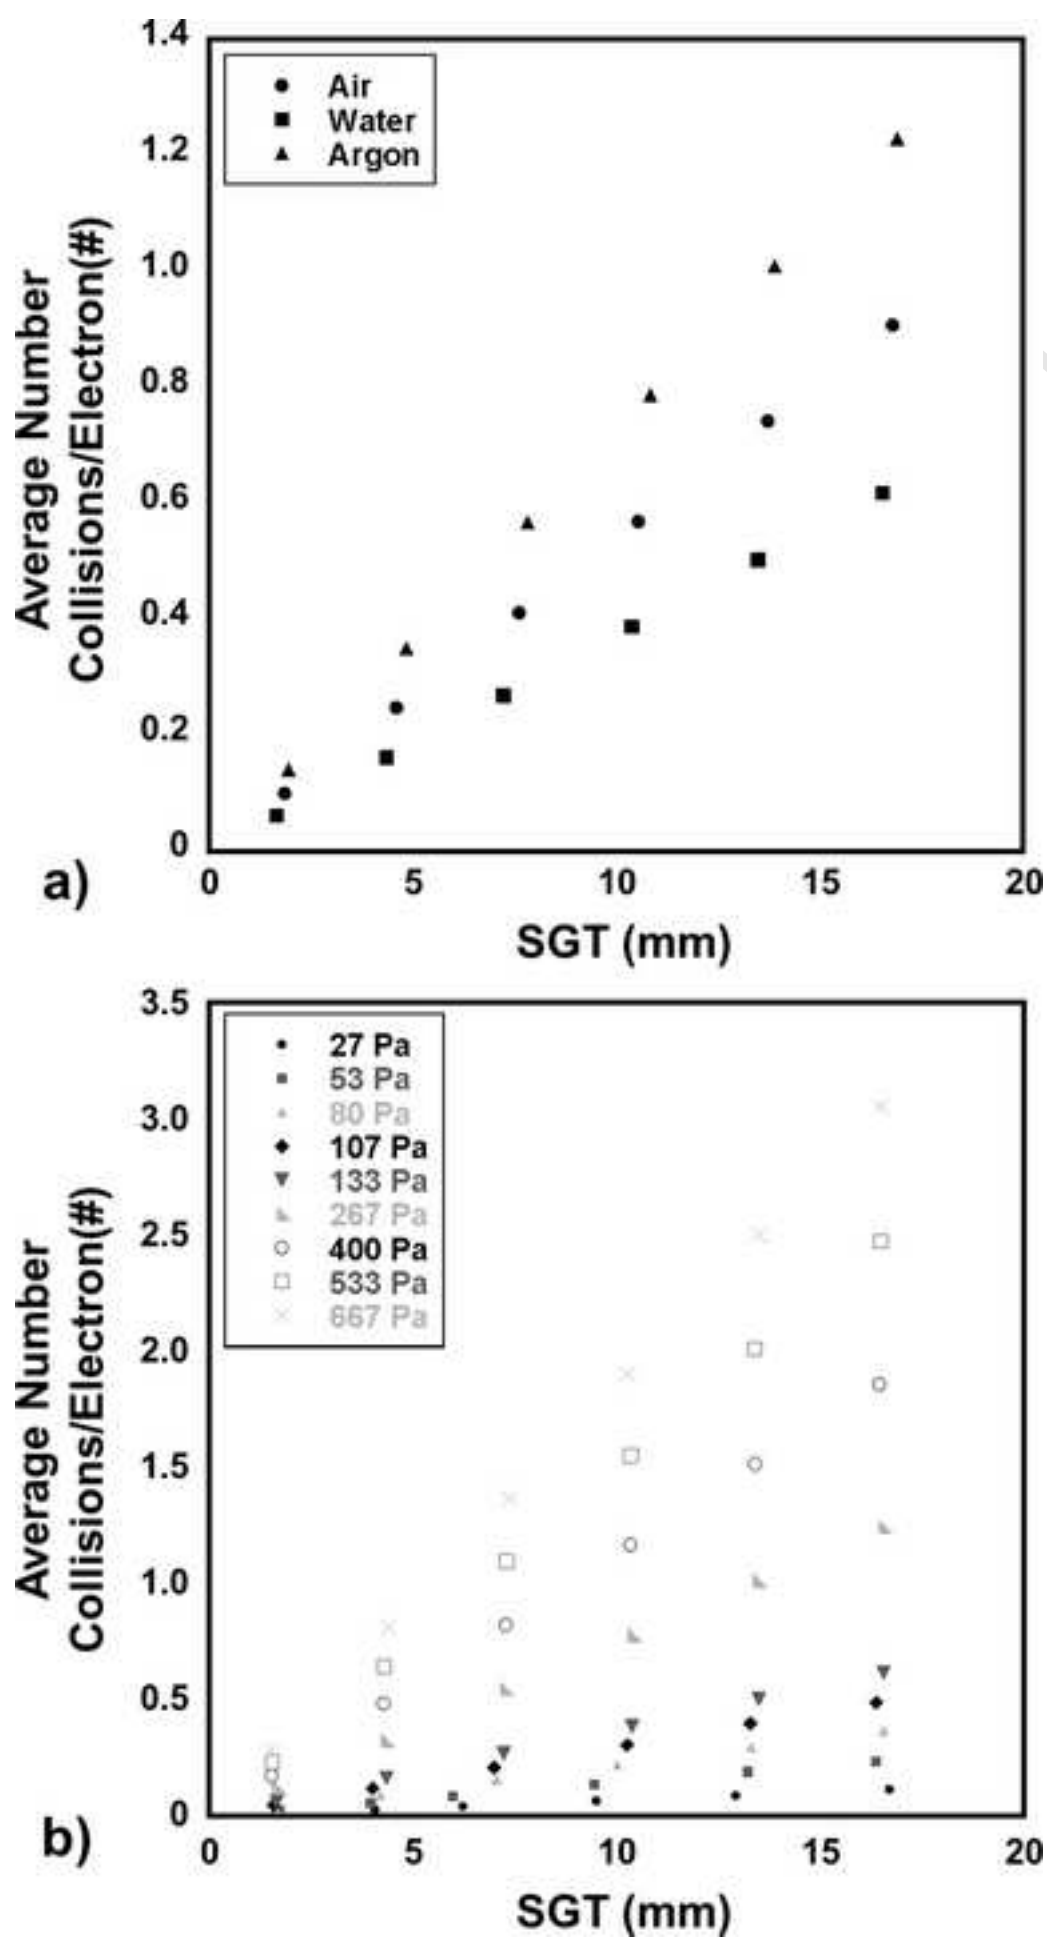 1.4
Air
Water
Argon
1.2
1.0
0.8
0.6
0.4
0.2
0
Average Number
Collisions/Electron(#)
a)
0 5 10 15 20
SGT (mm)
3.5
27 Pa
53 Pa
80 Pa
107 Pa
133 Pa
267 Pa
400 Pa
533 Pa
667 Pa
3.0
2.5
2.0
1.5
1.0
0.5
0
Average Number
Collisions/Electron(#)
b)
0 5 10 15 20
SGT (mm)